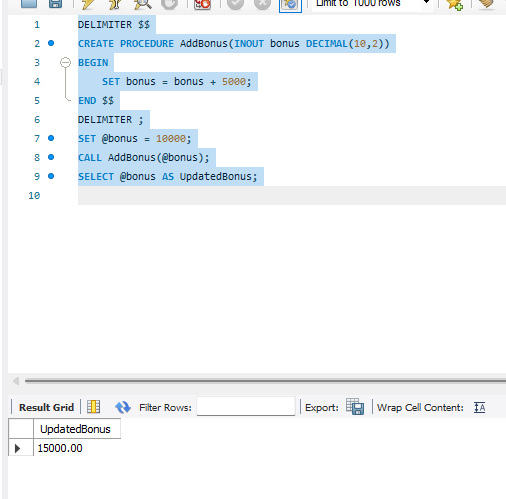 Limit to 1000 rows
1 DELIMITER $$
2 CREATE PROCEDURE AddBonus(INOUT bonus DECIMAL(10,2))
3 BEGIN
4 SET bonus = bonus + 5000;
5 END $$
6 DELIMITER ;
7 SET @bonus = 10000;
8 CALL AddBonus(@bonus);
9 SELECT @bonus AS UpdatedBonus;
10
Result Grid Filter Rows: Export: Wrap Cell Content: IA
UpdatedBonus
15000.00